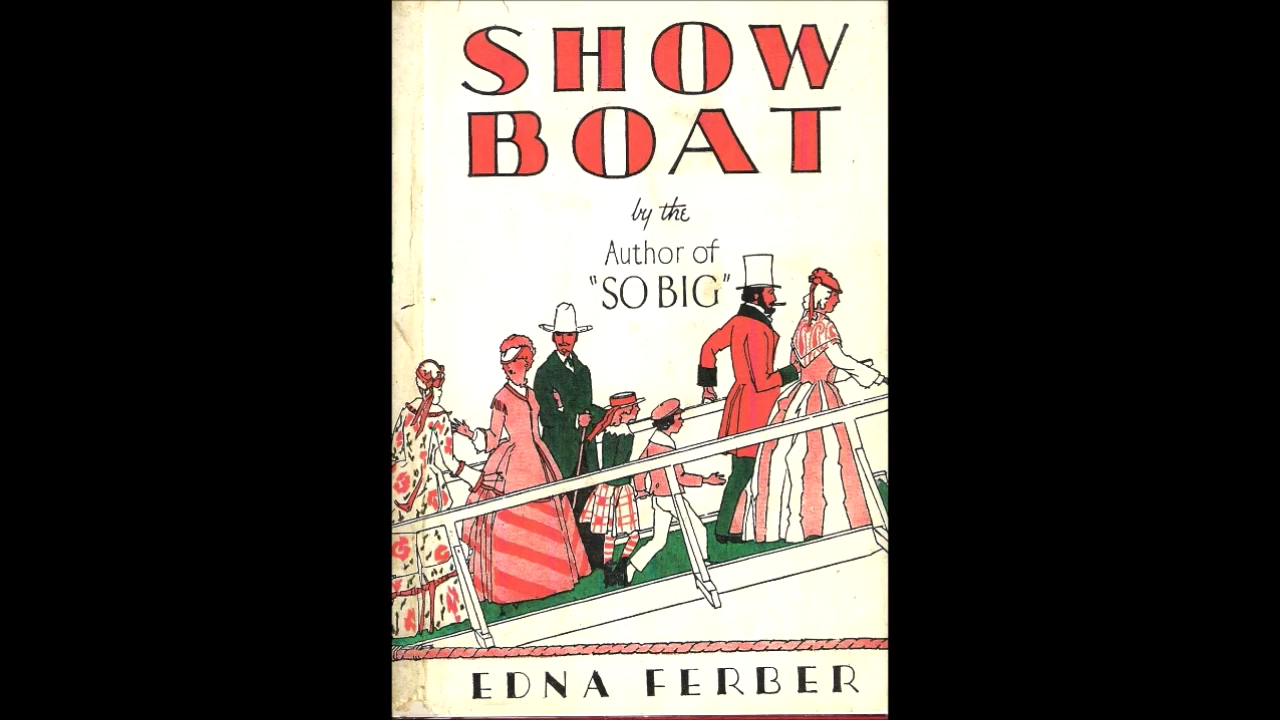 SHOW
BOAT
by the
Author of
"SO BIG"
EDNA FERBER